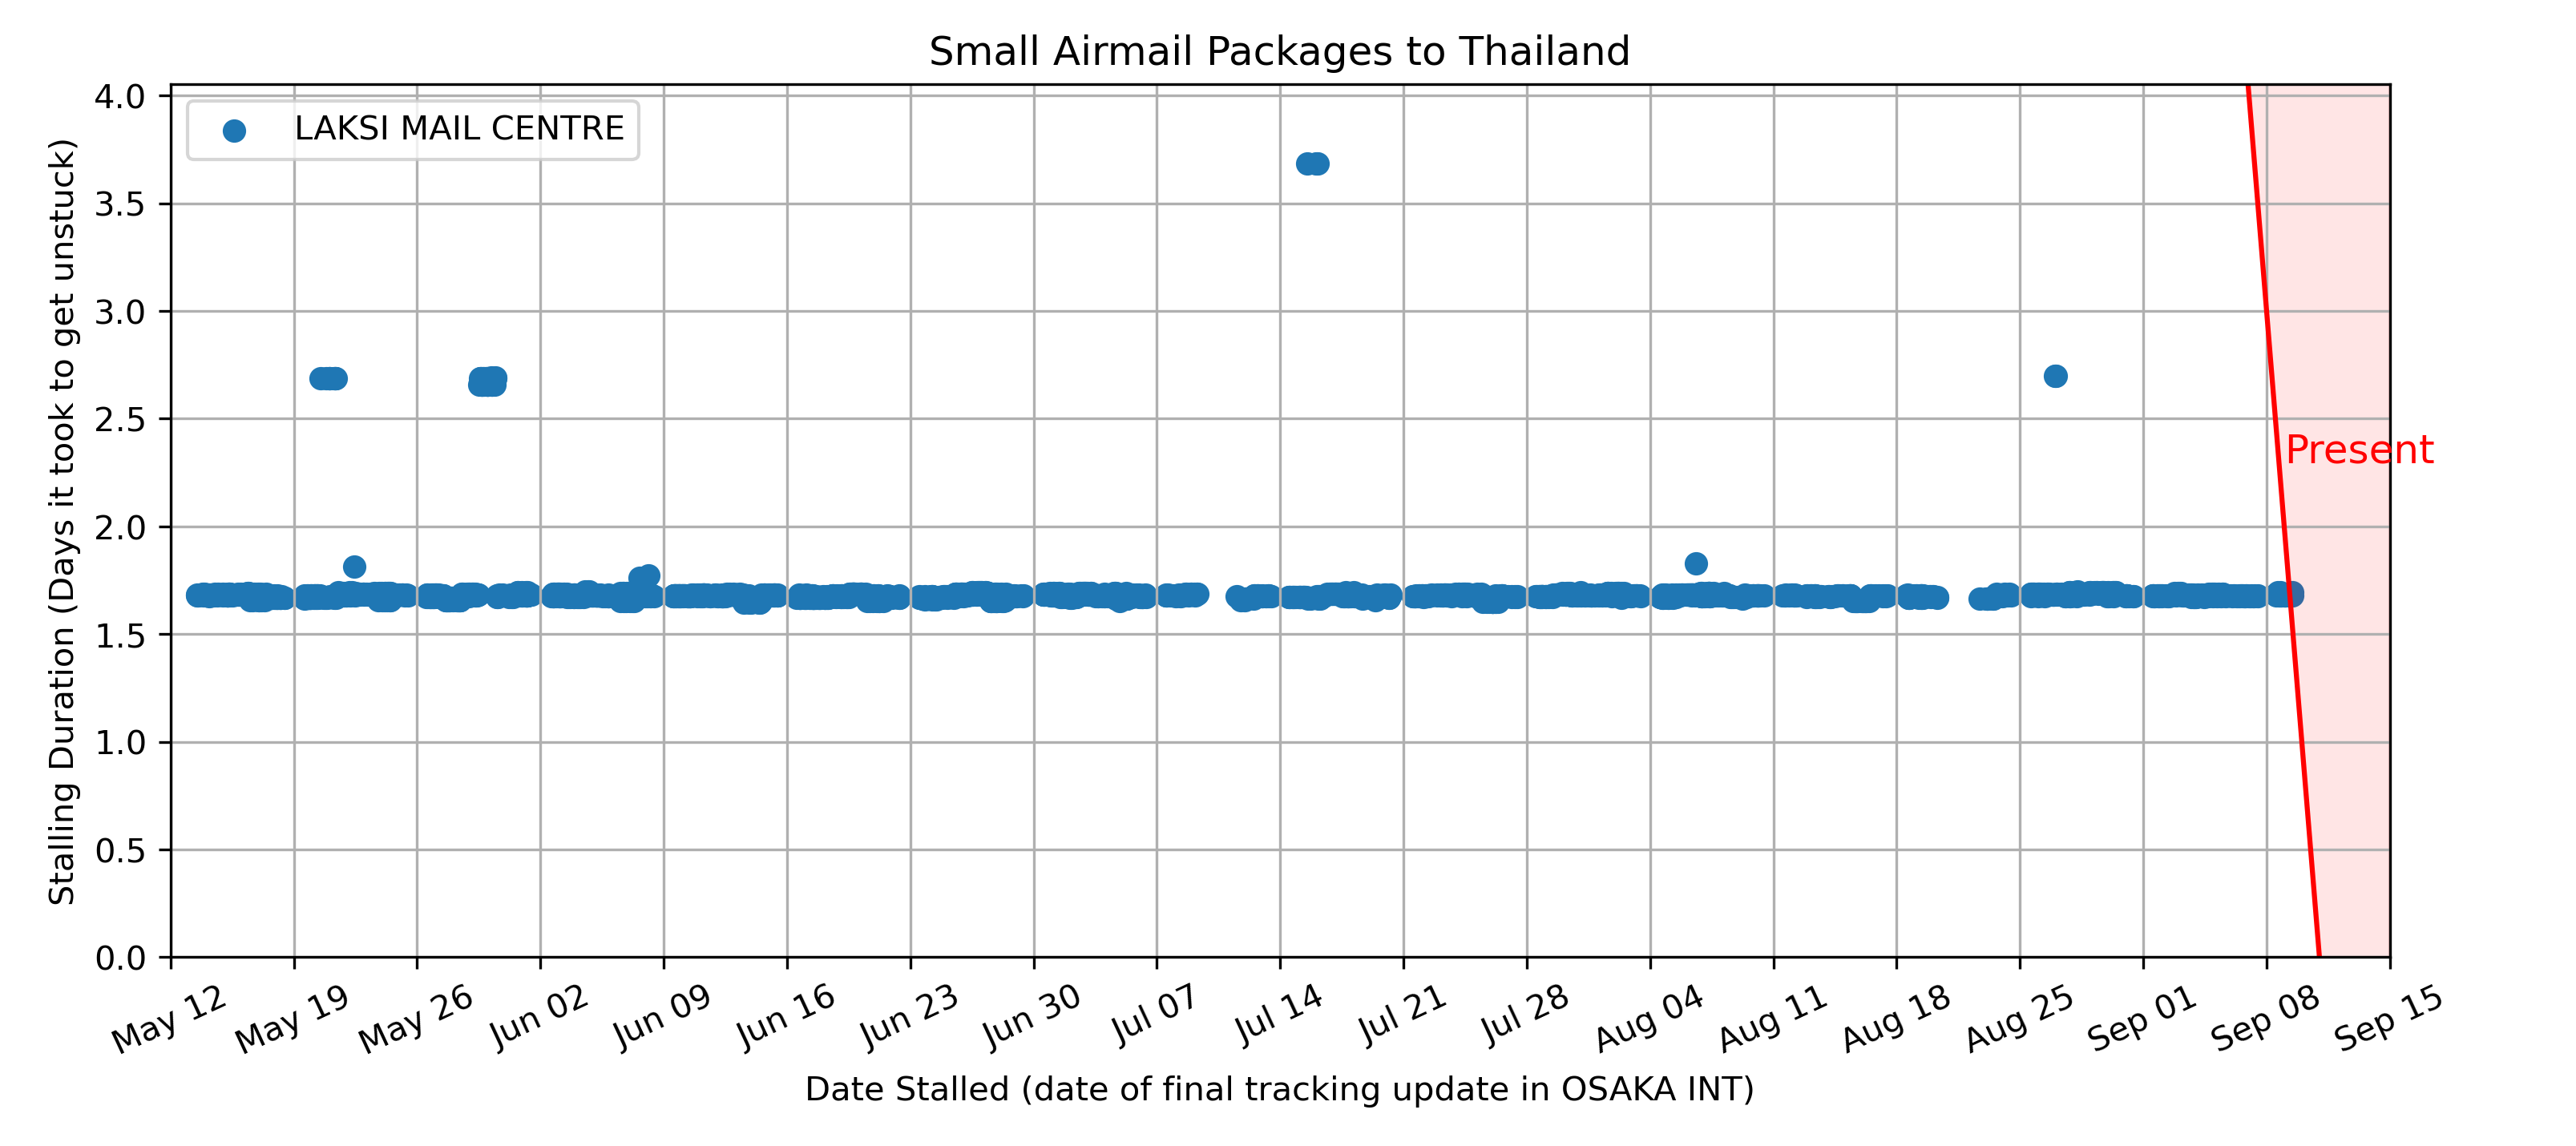 Small Airmail Packages to Thailand
LAKSI MAIL CENTRE
Stalling Duration (Days it took to get unstuck)
4.0
3.5
3.0
2.5
2.0
1.5
1.0
0.5
0.0
Present
May 12
May 19
May 26
Jun 02
Jun 09
Jun 16
Jun 23
Jun 30
Jul 07
Jul 14
Jul 21
Jul 28
Aug 04
Aug 11
Aug 18
Aug 25
Sep 01
Sep 08
Sep 15
Date Stalled (date of final tracking update in OSAKA INT)